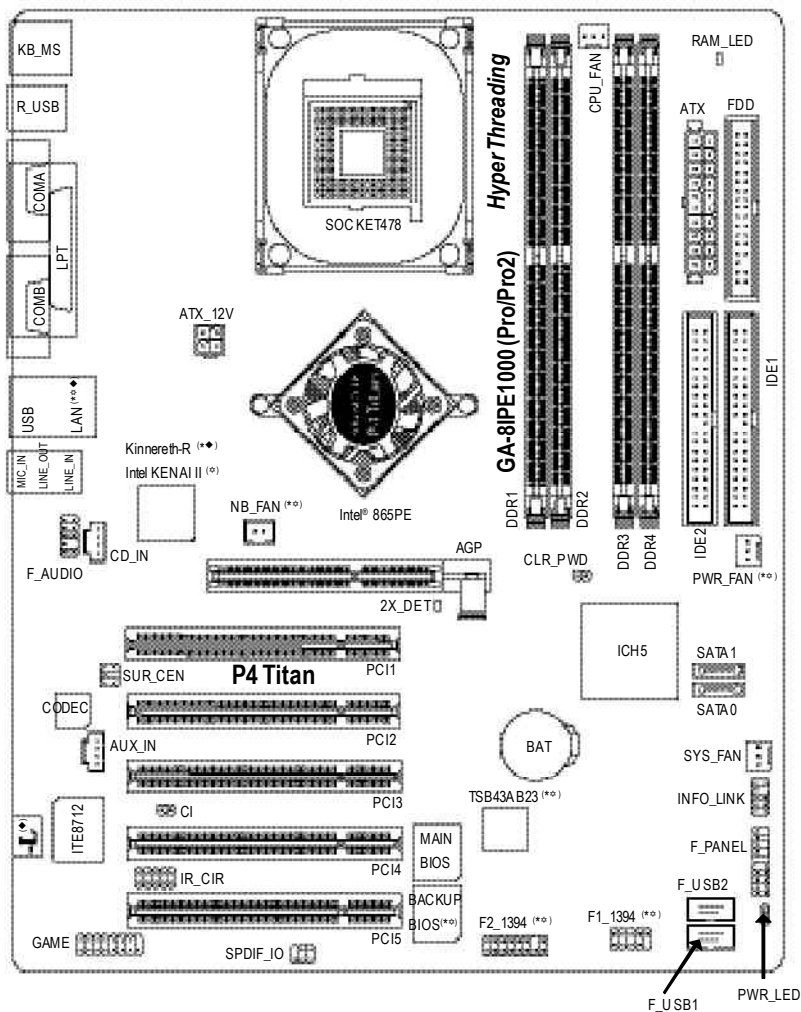 KB_MS
RAM_LED
CPU_FAN
R_USB
ATX
FDD
Hyper Threading
COMA
SOCKET478
LPT
COMB
ATX_12V
GA-8IPE1000 (Pro/Pro2)
IDE1
USB
LAN (*✡◆)
MIC_IN
LINE_OUT
LINE_IN
Kinnereth-R (*◆)
Intel KENAI II (✡)
NB_FAN (*✡)
Intel® 865PE
DDR1
DDR2
DDR3
DDR4
IDE2
CD_IN
F_AUDIO
AGP
CLR_PWD
PWR_FAN (*✡)
2X_DET
ICH5
SATA1
SATA0
PCI1
SUR_CEN
P4 Titan
CODEC
PCI2
AUX_IN
BAT
SYS_FAN
PCI3
TSB43AB23 (*✡)
INFO_LINK
CI
ITE8712
(◆)
MAIN
BIOS
F_PANEL
PCI4
IR_CIR
F_USB2
BACKUP
BIOS(*✡)
PCI5
F2_1394 (*✡)
F1_1394 (*✡)
GAME
SPDIF_IO
F_USB1
PWR_LED